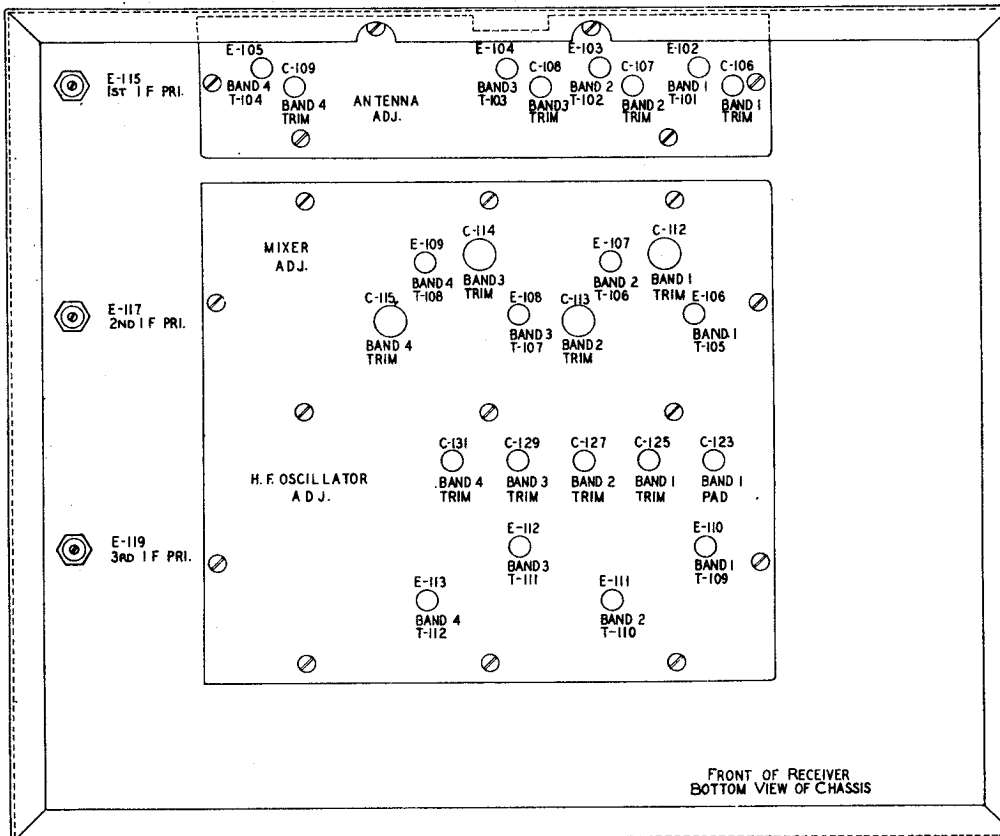 E-115
1ST I F PRI.
E-105
BAND 4
T-104
C-109
BAND 4
TRIM
ANTENNA
ADJ.
E-104
BAND 3
T-103
C-108
BAND 3
TRIM
E-103
BAND 2
T-102
C-107
BAND 2
TRIM
E-102
BAND 1
T-101
C-106
BAND 1
TRIM
MIXER
ADJ.
E-109
BAND 4
T-108
C-114
BAND 3
TRIM
E-107
BAND 2
T-106
C-112
BAND 1
TRIM
E-117
2ND I F PRI.
C-115
BAND 4
TRIM
E-108
BAND 3
T-107
C-113
BAND 2
TRIM
E-106
BAND 1
T-105
H.F. OSCILLATOR
ADJ.
C-131
BAND 4
TRIM
C-129
BAND 3
TRIM
C-127
BAND 2
TRIM
C-125
BAND 1
TRIM
C-123
BAND 1
PAD
E-119
3RD I F PRI.
E-112
BAND 3
T-111
E-110
BAND 1
T-109
E-113
BAND 4
T-112
E-111
BAND 2
T-110
FRONT OF RECEIVER
BOTTOM VIEW OF CHASSIS